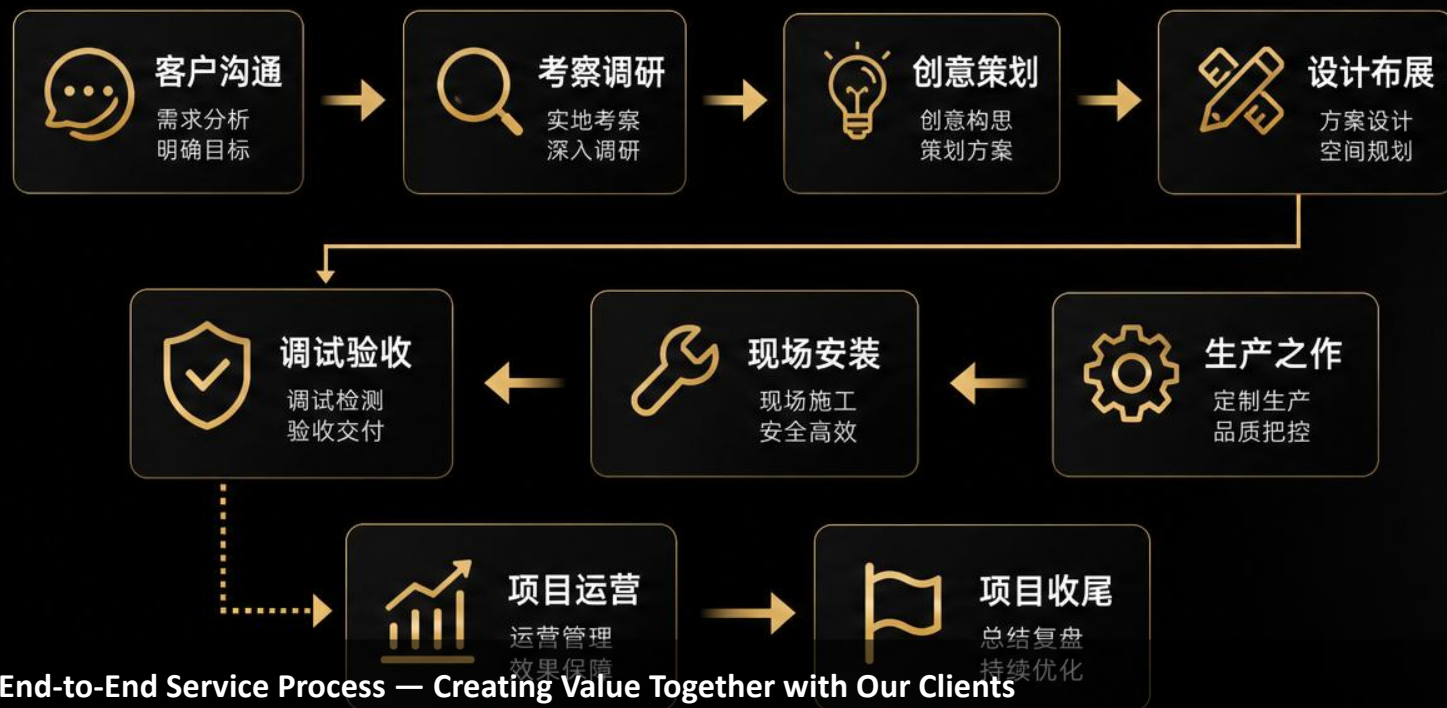 客户沟通
需求分析
明确目标
考察调研
实地考察
深入调研
创意策划
创意构思
策划方案
设计布展
方案设计
空间规划
调试验收
调试检测
验收交付
现场安装
现场施工
安全高效
生产之作
定制生产
品质把控
项目运营
运营管理
效果保障
项目收尾
总结复盘
持续优化
End-to-End Service Process — Creating Value Together with Our Clients